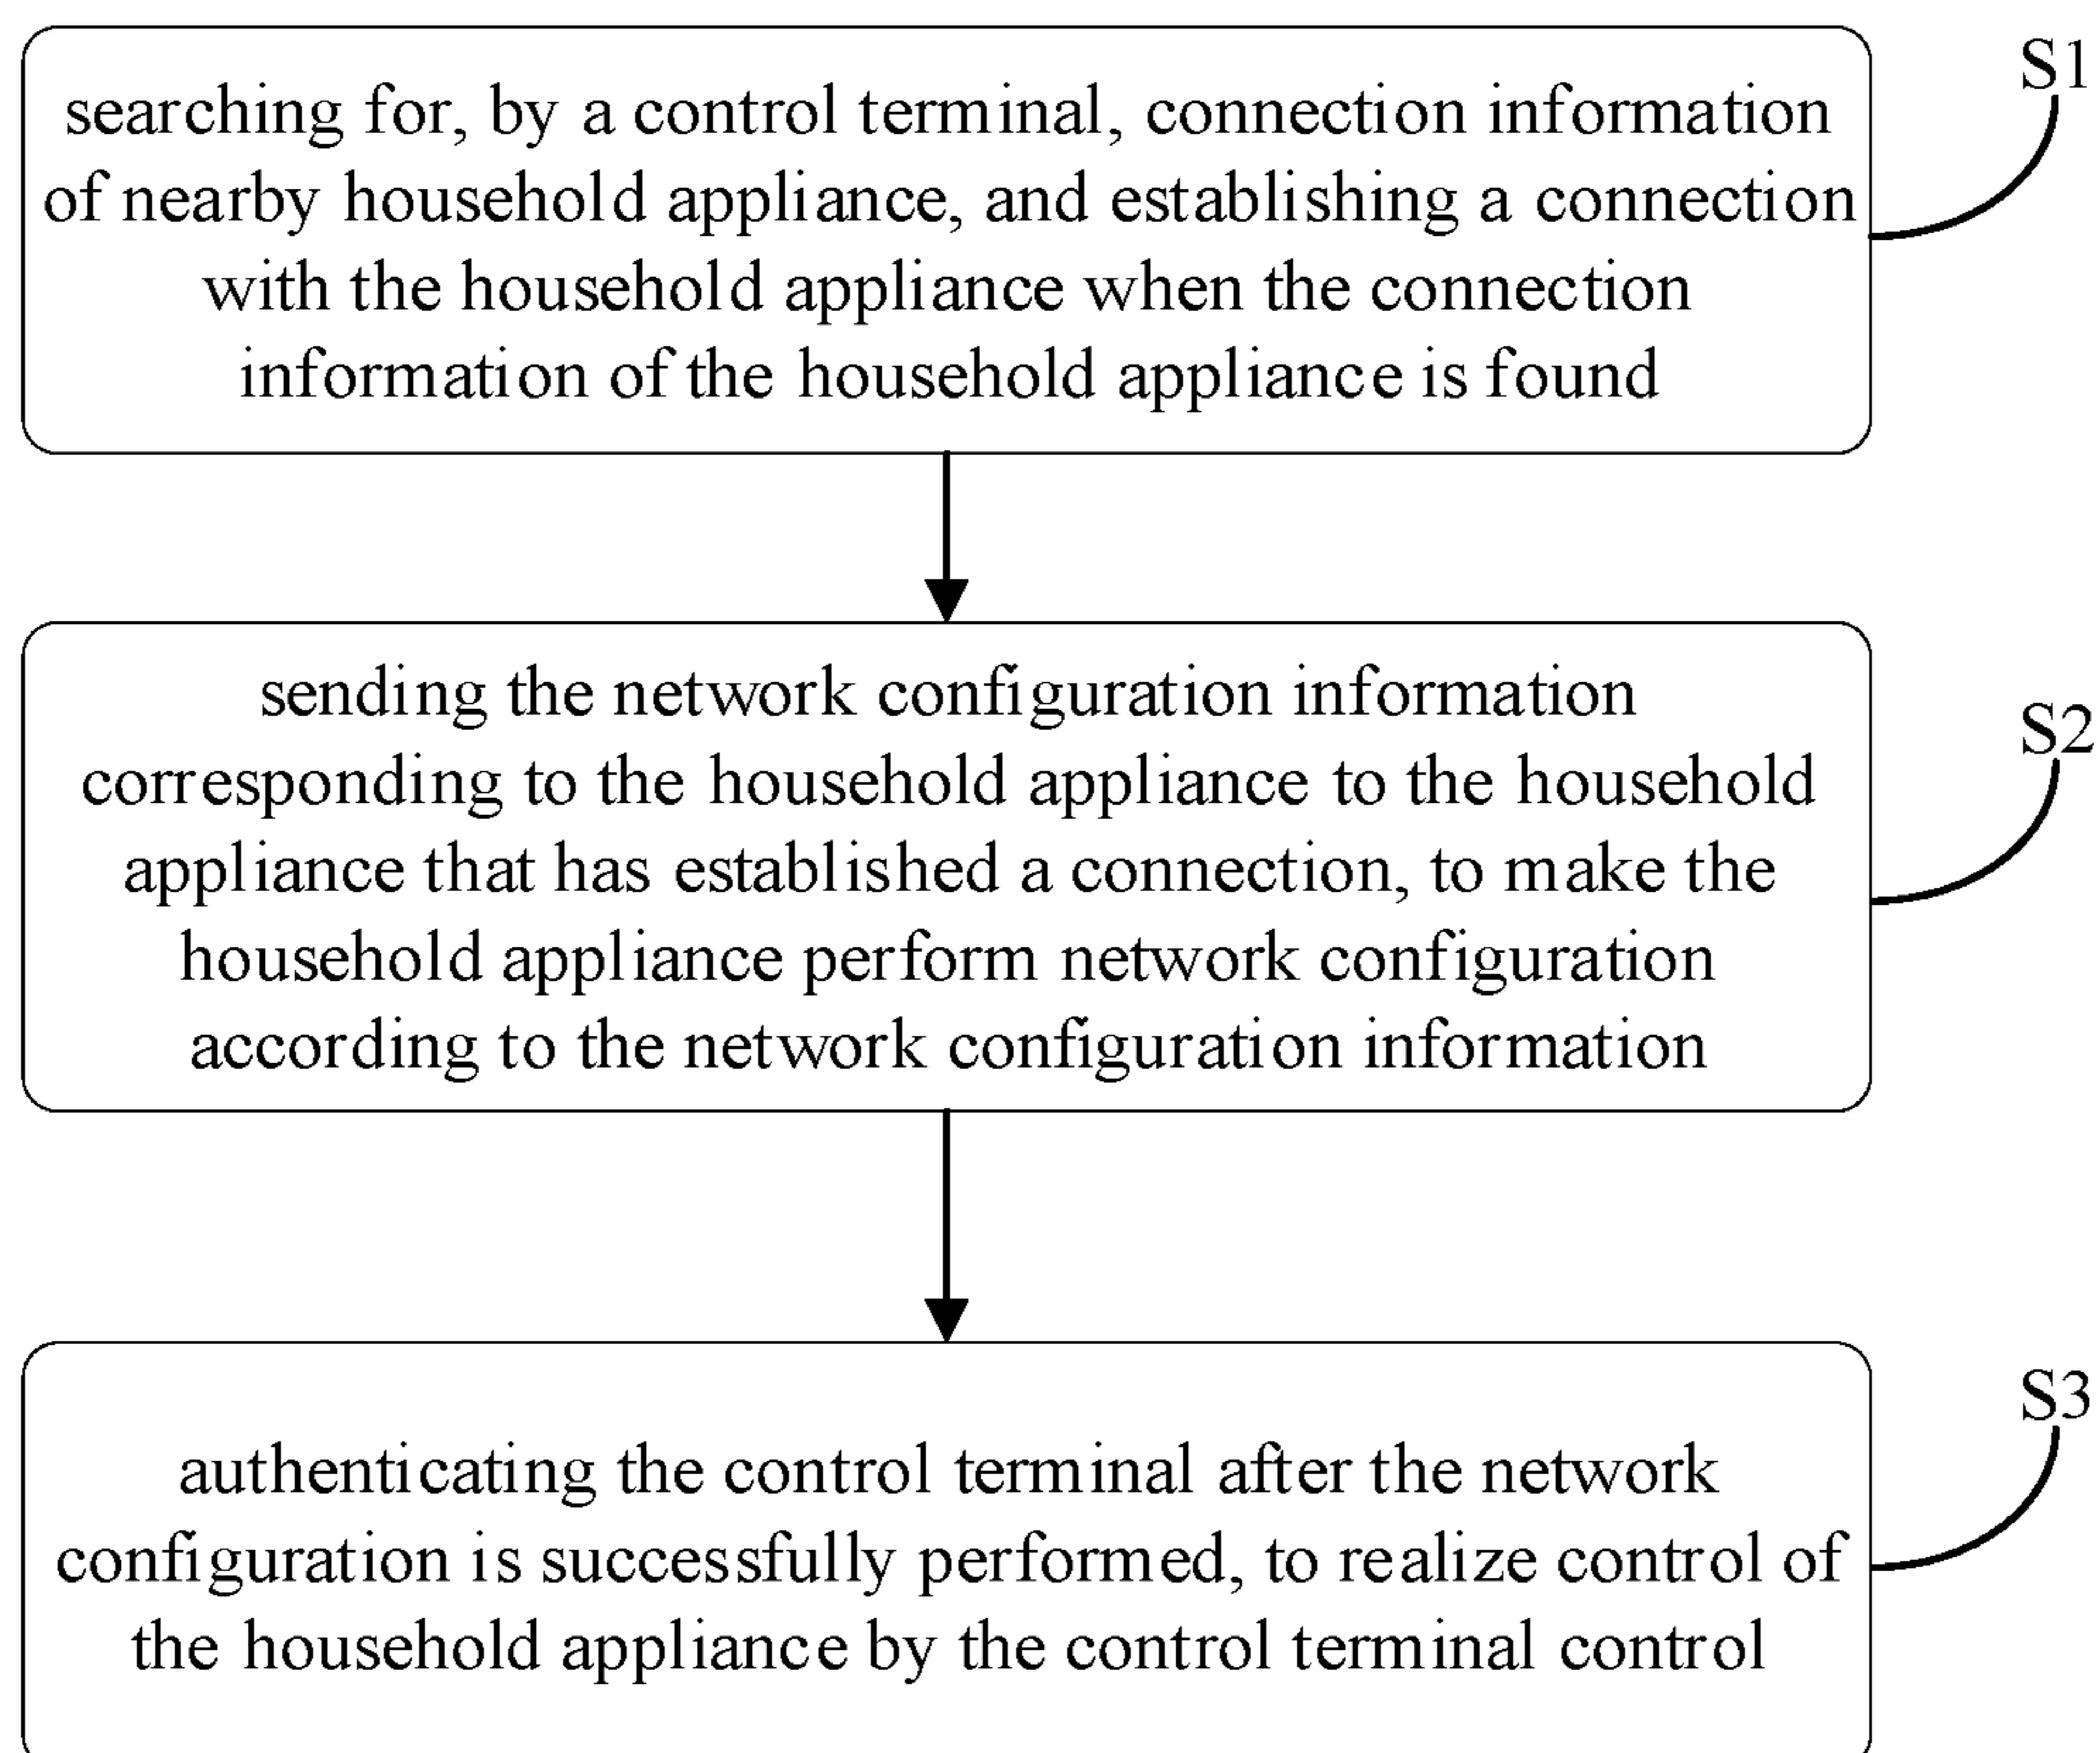 S1
searching for, by a control terminal, connection information
of nearby household appliance, and establishing a connection
with the household appliance when the connection
information of the household appliance is found
S2
sending the network configuration information
corresponding to the household appliance to the household
appliance that has established a connection, to make the
household appliance perform network configuration
according to the network configuration information
S3
authenticating the control terminal after the network
configuration is successfully performed, to realize control of
the household appliance by the control terminal control